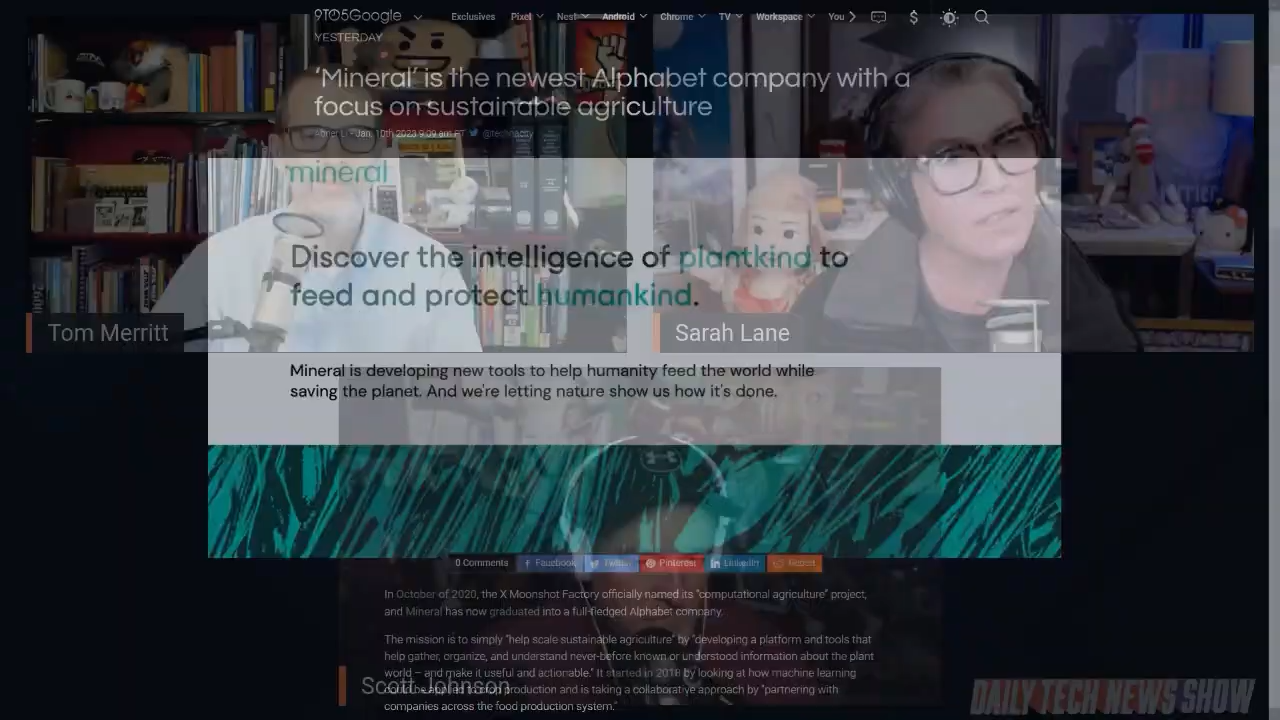 9TO5Google
Exclusives Pixel Nest Android Chrome TV Workspace You
YESTERDAY
‘Mineral’ is the newest Alphabet company with a
focus on sustainable agriculture
Jan. 10th 2023 9:09 am PT
mineral
Discover the intelligence of plantkind to
feed and protect humankind.
Tom Merritt
Sarah Lane
Mineral is developing new tools to help humanity feed the world while
saving the planet. And we're letting nature show us how it's done.
0 Comments Facebook Twitter Pinterest LinkedIn Reddit
In October of 2020, the X Moonshot Factory officially named its “computational agriculture” project,
and Mineral has now graduated into a full-fledged Alphabet company.
The mission is to simply “help scale sustainable agriculture” by “developing a platform and tools that
help gather, organize, and understand never-before known or understood information about the plant
world – and make it useful and actionable.” It started in 2018 by looking at how machine learning
could be applied to crop production and is taking a collaborative approach by “partnering with
companies across the food production system.”
Scott Johnson
DAILY TECH NEWS SHOW